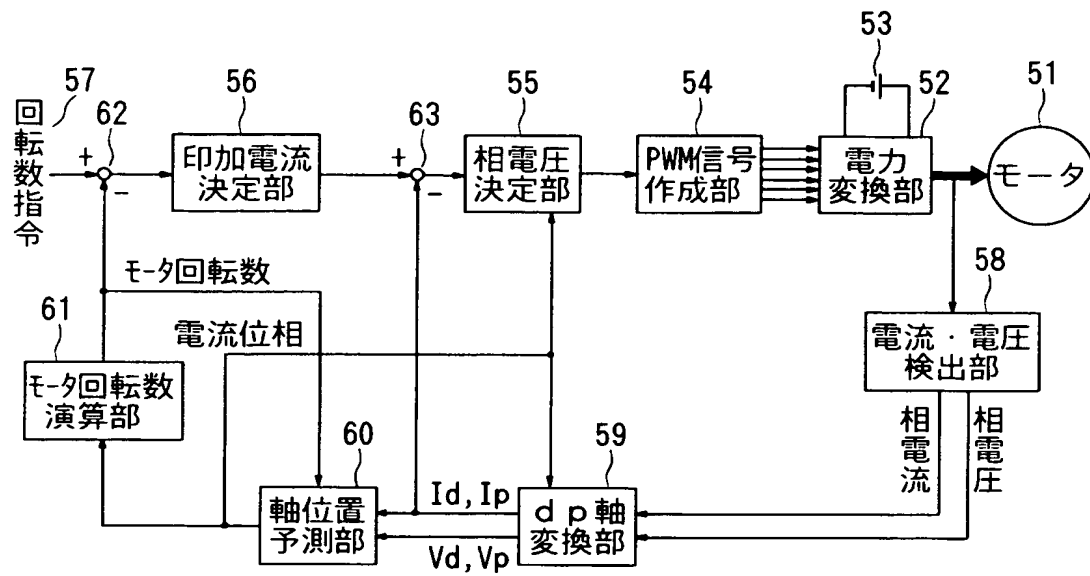 53
57
56
55
54
52
51
62
63
回転数指令
+
−
印加電流
決定部
+
−
相電圧
決定部
PWM信号
作成部
電力
変換部
モータ
モータ回転数
58
61
電流位相
電流・電圧
検出部
モータ回転数
演算部
相電流
相電圧
60
59
軸位置
予測部
Id, Ip
Vd, Vp
dp軸
変換部